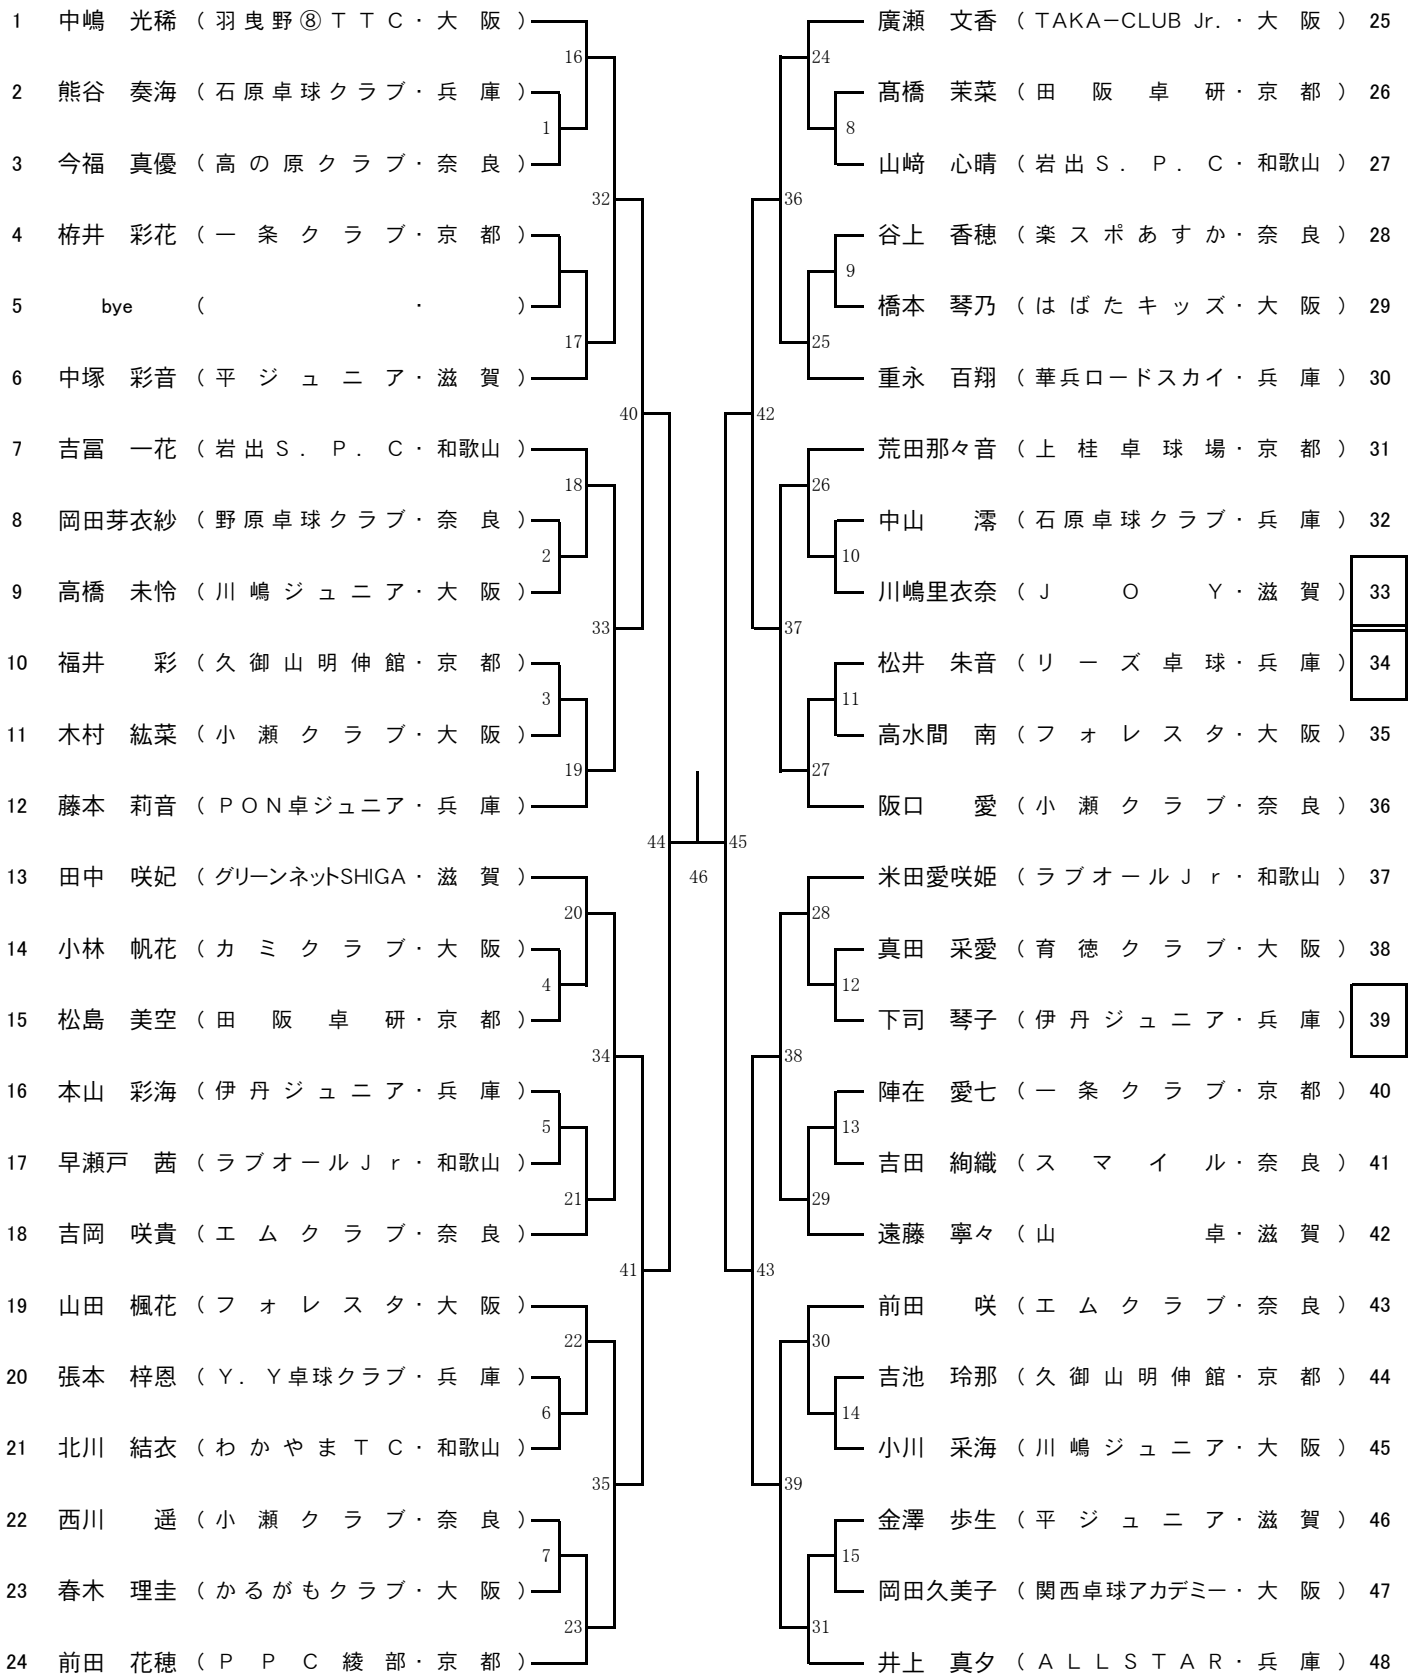 1 中嶋 光稀 (羽曳野⑧TTC・大阪)
16
2 熊谷 奏海 (石原卓球クラブ・兵庫)
1
3 今福 真優 (高の原クラブ・奈良)
32
4 栫井 彩花 (一条クラブ・京都)
5 bye ( ・ )
17
6 中塚 彩音 (平ジュニア・滋賀)
40
7 吉冨 一花 (岩出S.P.C・和歌山)
18
8 岡田芽衣紗 (野原卓球クラブ・奈良)
2
9 高橋 未怜 (川嶋ジュニア・大阪)
33
10 福井 彩 (久御山明伸館・京都)
3
11 木村 紘菜 (小瀬クラブ・大阪)
19
12 藤本 莉音 (PON卓ジュニア・兵庫)
44
13 田中 咲妃 (グリーンネットSHIGA・滋賀)
20
14 小林 帆花 (カミクラブ・大阪)
4
15 松島 美空 (田阪卓研・京都)
34
16 本山 彩海 (伊丹ジュニア・兵庫)
5
17 早瀬戸 茜 (ラブオールJr・和歌山)
21
18 吉岡 咲貴 (エムクラブ・奈良)
41
19 山田 楓花 (フォレスタ・大阪)
22
20 張本 梓恩 (Y.Y卓球クラブ・兵庫)
6
21 北川 結衣 (わかやまTC・和歌山)
35
22 西川 遥 (小瀬クラブ・奈良)
7
23 春木 理圭 (かるがもクラブ・大阪)
23
24 前田 花穂 (PPC綾部・京都)
46
廣瀬 文香 (TAKA-CLUB Jr.・大阪) 25
24
髙橋 茉菜 (田阪卓研・京都) 26
8
山﨑 心晴 (岩出S.P.C・和歌山) 27
36
谷上 香穂 (楽スポあすか・奈良) 28
9
橋本 琴乃 (はばたキッズ・大阪) 29
25
重永 百翔 (華兵ロードスカイ・兵庫) 30
42
荒田那々音 (上桂卓球場・京都) 31
26
中山 澪 (石原卓球クラブ・兵庫) 32
10
川嶋里衣奈 (JOY・滋賀) 33
37
松井 朱音 (リーズ卓球・兵庫) 34
11
高水間 南 (フォレスタ・大阪) 35
27
阪口 愛 (小瀬クラブ・奈良) 36
45
米田愛咲姫 (ラブオールJr・和歌山) 37
28
真田 采愛 (育徳クラブ・大阪) 38
12
下司 琴子 (伊丹ジュニア・兵庫) 39
38
陣在 愛七 (一条クラブ・京都) 40
13
吉田 絢織 (スマイル・奈良) 41
29
遠藤 寧々 (山卓・滋賀) 42
43
前田 咲 (エムクラブ・奈良) 43
30
吉池 玲那 (久御山明伸館・京都) 44
14
小川 采海 (川嶋ジュニア・大阪) 45
39
金澤 歩生 (平ジュニア・滋賀) 46
15
岡田久美子 (関西卓球アカデミー・大阪) 47
31
井上 真夕 (ALLSTAR・兵庫) 48